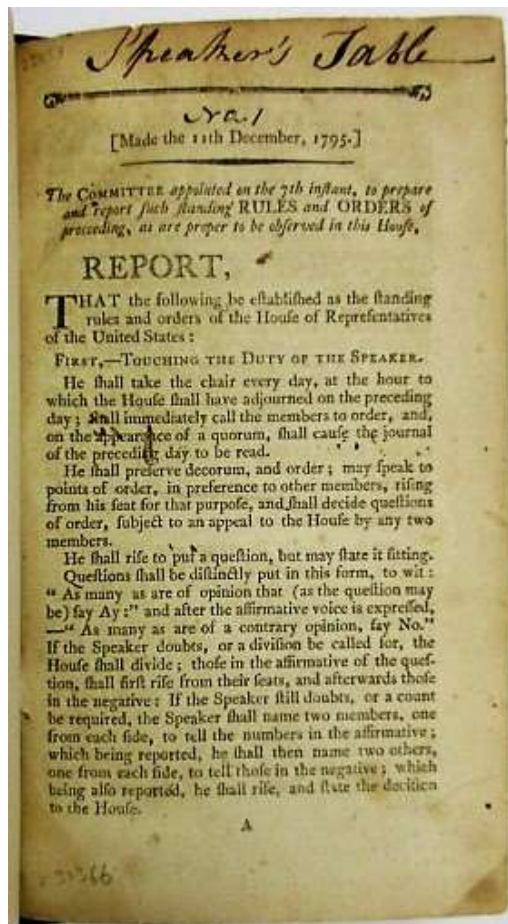 Speaker's Table
No. 1
[Made the 11th December, 1795.]
The COMMITTEE appointed on the 7th instant, to prepare
and report ſuch ſtanding RULES and ORDERS of
proceeding, as are proper to be obſerved in this Houſe,
REPORT,
THAT the following be eſtabliſhed as the ſtanding
rules and orders of the Houſe of Repreſentatives
of the United States :
FIRST,—TOUCHING THE DUTY OF THE SPEAKER.
He ſhall take the chair every day, at the hour to
which the Houſe ſhall have adjourned on the preceding
day ; ſhall immediately call the members to order, and,
on the appearance of a quorum, ſhall cauſe the journal
of the preceding day to be read.
He ſhall preſerve decorum, and order ; may ſpeak to
points of order, in preference to other members, riſing
from his ſeat for that purpoſe, and ſhall decide queſtions
of order, ſubject to an appeal to the Houſe by any two
members.
He ſhall riſe to put a queſtion, but may ſtate it ſitting.
Queſtions ſhall be diſtinctly put in this form, to wit :
“ As many as are of opinion that (as the queſtion may
be) ſay Ay :” and after the affirmative voice is expreſſed,
—“ As many as are of a contrary opinion, ſay No.”
If the Speaker doubts, or a diviſion be called for, the
Houſe ſhall divide ; thoſe in the affirmative of the queſ-
tion, ſhall firſt riſe from their ſeats, and afterwards thoſe
in the negative : If the Speaker ſtill doubts, or a count
be required, the Speaker ſhall name two members, one
from each ſide, to tell the numbers in the affirmative ;
which being reported, he ſhall then name two others,
one from each ſide, to tell thoſe in the negative ; which
being alſo reported, he ſhall riſe, and ſtate the deciſion
to the Houſe.
A